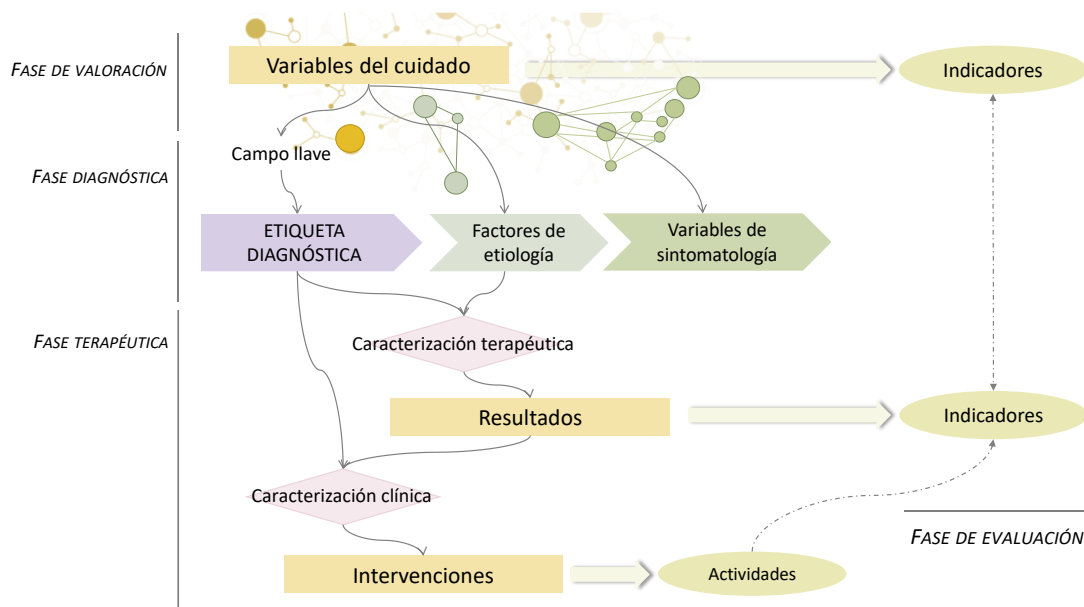 FASE DE VALORACIÓN
Variables del cuidado
Indicadores
Campo llave
FASE DIAGNÓSTICA
ETIQUETA
DIAGNÓSTICA
Factores de
etiología
Variables de
sintomatología
FASE TERAPÉUTICA
Caracterización terapéutica
Resultados
Indicadores
Caracterización clínica
FASE DE EVALUACIÓN
Intervenciones
Actividades